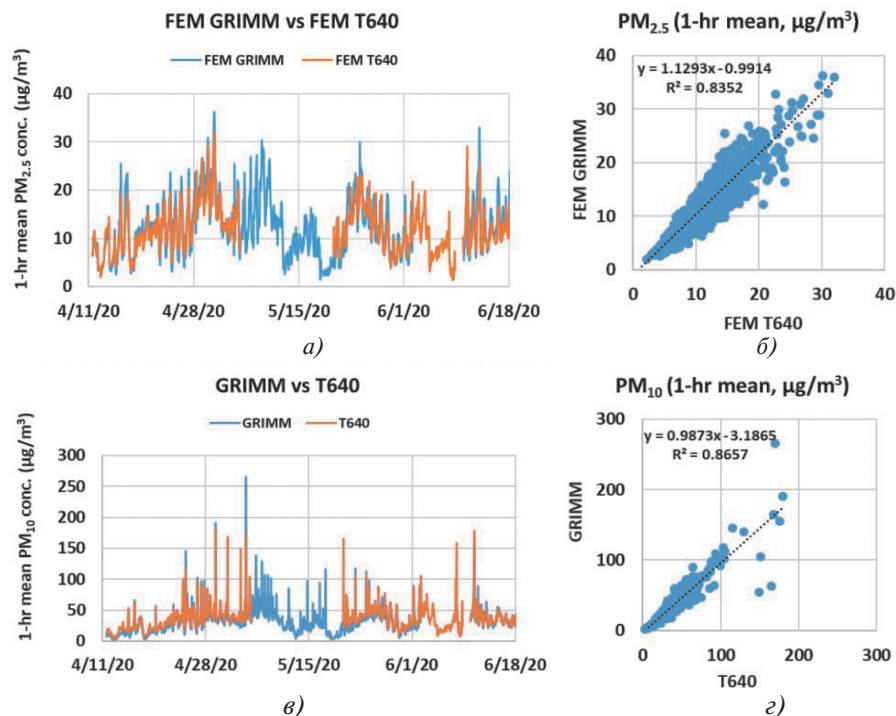 FEM GRIMM vs FEM T640
FEM GRIMM FEM T640
1-hr mean PM2.5 conc. (µg/m³)
40
30
20
10
0
4/11/20 4/28/20 5/15/20 6/1/20 6/18/20
а)
PM2.5 (1-hr mean, µg/m³)
y = 1.1293x - 0.9914
R² = 0.8352
FEM GRIMM
40
30
20
10
0
0 10 20 30 40
FEM T640
б)
GRIMM vs T640
GRIMM T640
1-hr mean PM10 conc. (µg/m³)
300
250
200
150
100
50
0
4/11/20 4/28/20 5/15/20 6/1/20 6/18/20
в)
PM10 (1-hr mean, µg/m³)
y = 0.9873x - 3.1865
R² = 0.8657
GRIMM
300
200
100
0
0 100 200 300
T640
г)